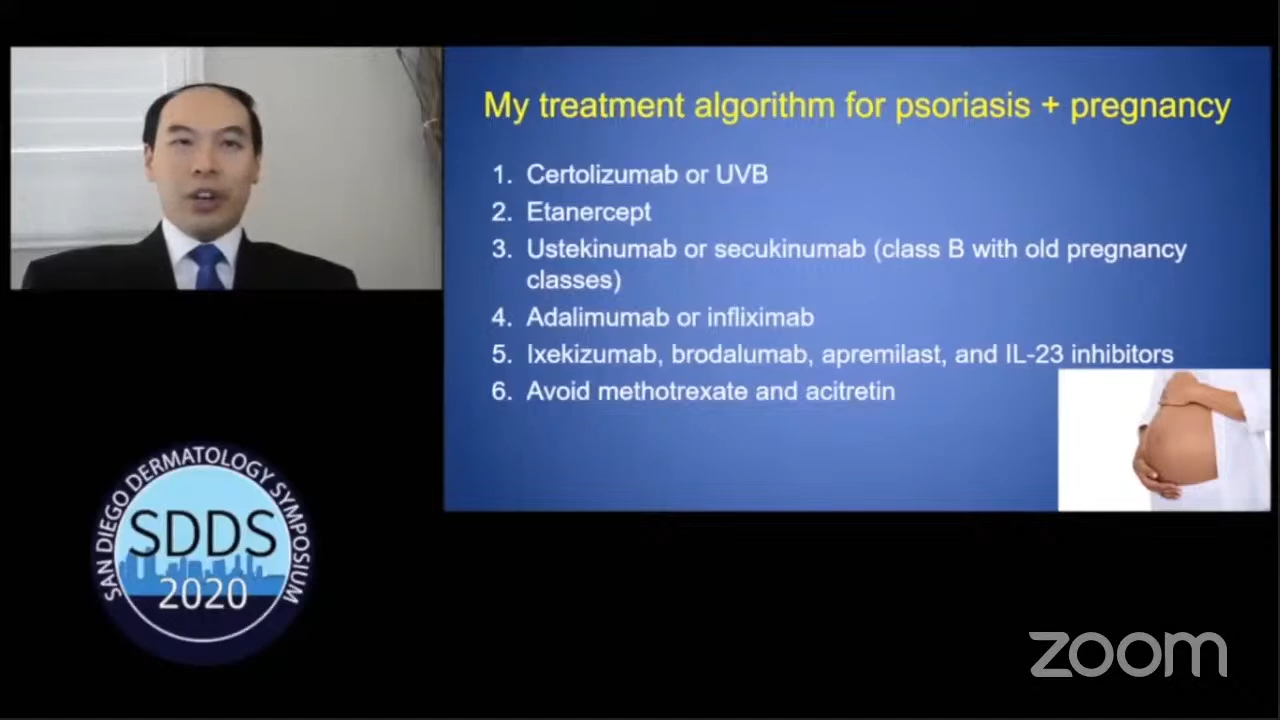 My treatment algorithm for psoriasis + pregnancy
1. Certolizumab or UVB
2. Etanercept
3. Ustekinumab or secukinumab (class B with old pregnancy
classes)
4. Adalimumab or infliximab
5. Ixekizumab, brodalumab, apremilast, and IL-23 inhibitors
6. Avoid methotrexate and acitretin
SAN DIEGO DERMATOLOGY SYMPOSIUM
SDDS
2020
zoom